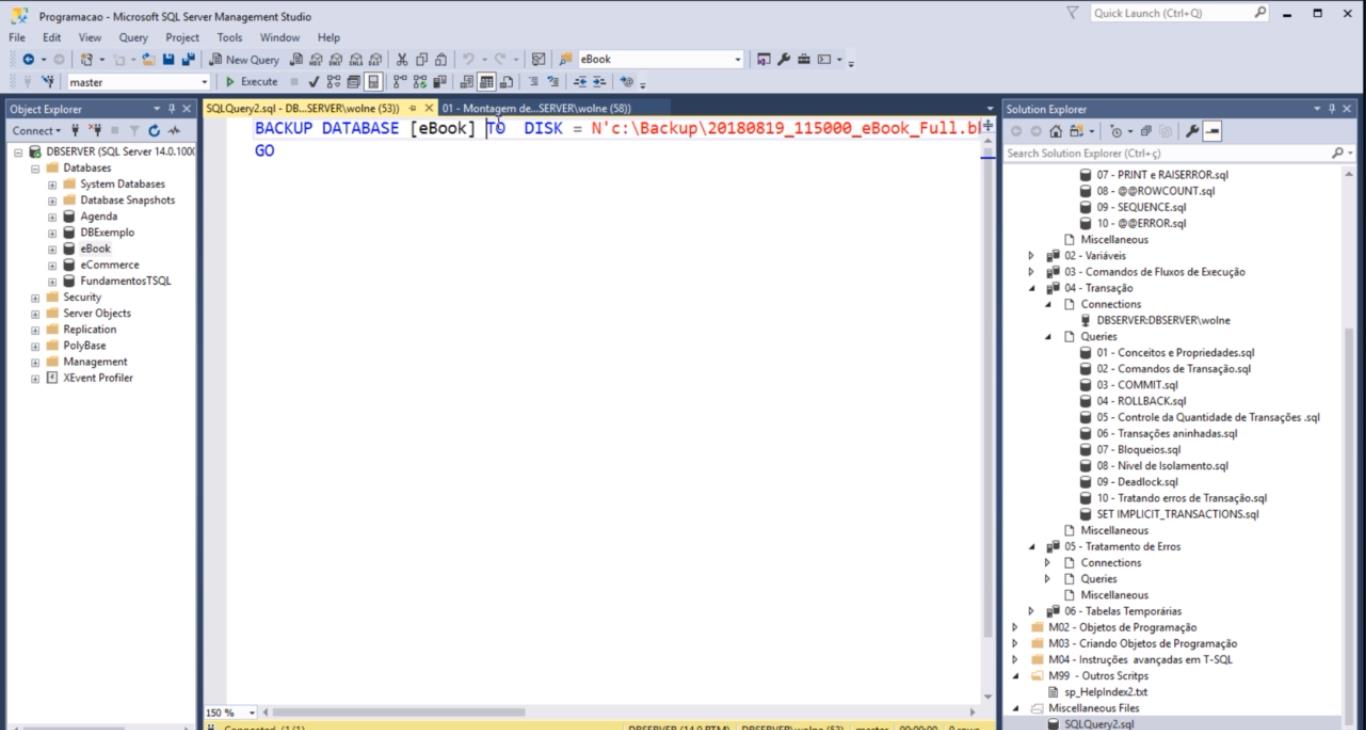 Programacao - Microsoft SQL Server Management Studio
Quick Launch (Ctrl+Q)
File Edit View Query Project Tools Window Help
New Query
eBook
master
Execute
Object Explorer
Connect
DBSERVER (SQL Server 14.0.1000
Databases
System Databases
Database Snapshots
Agenda
DBExemplo
eBook
eCommerce
FundamentosTSQL
Security
Server Objects
Replication
PolyBase
Management
XEvent Profiler
SQLQuery2.sql - DB...SERVER\wolne (53))
01 - Montagem de...SERVER\wolne (58))
BACKUP DATABASE [eBook] TO DISK = N'c:\Backup\20180819_115000_eBook_Full.b
GO
150 %
Connected. (1/1)
DBSERVER (14.0 RTM) DBSERVER\wolne (53) master 00:00:00 0 rows
Solution Explorer
Search Solution Explorer (Ctrl+ç)
07 - PRINT e RAISERROR.sql
08 - @@ROWCOUNT.sql
09 - SEQUENCE.sql
10 - @@ERROR.sql
Miscellaneous
02 - Variáveis
03 - Comandos de Fluxos de Execução
04 - Transação
Connections
DBSERVER:DBSERVER\wolne
Queries
01 - Conceitos e Propriedades.sql
02 - Comandos de Transação.sql
03 - COMMIT.sql
04 - ROLLBACK.sql
05 - Controle da Quantidade de Transações .sql
06 - Transações aninhadas.sql
07 - Bloqueios.sql
08 - Nivel de Isolamento.sql
09 - Deadlock.sql
10 - Tratando erros de Transação.sql
SET IMPLICIT_TRANSACTIONS.sql
Miscellaneous
05 - Tratamento de Erros
Connections
Queries
Miscellaneous
06 - Tabelas Temporárias
M02 - Objetos de Programação
M03 - Criando Objetos de Programação
M04 - Instruções avançadas em T-SQL
M99 - Outros Scritps
sp_HelpIndex2.txt
Miscellaneous Files
SQLQuery2.sql